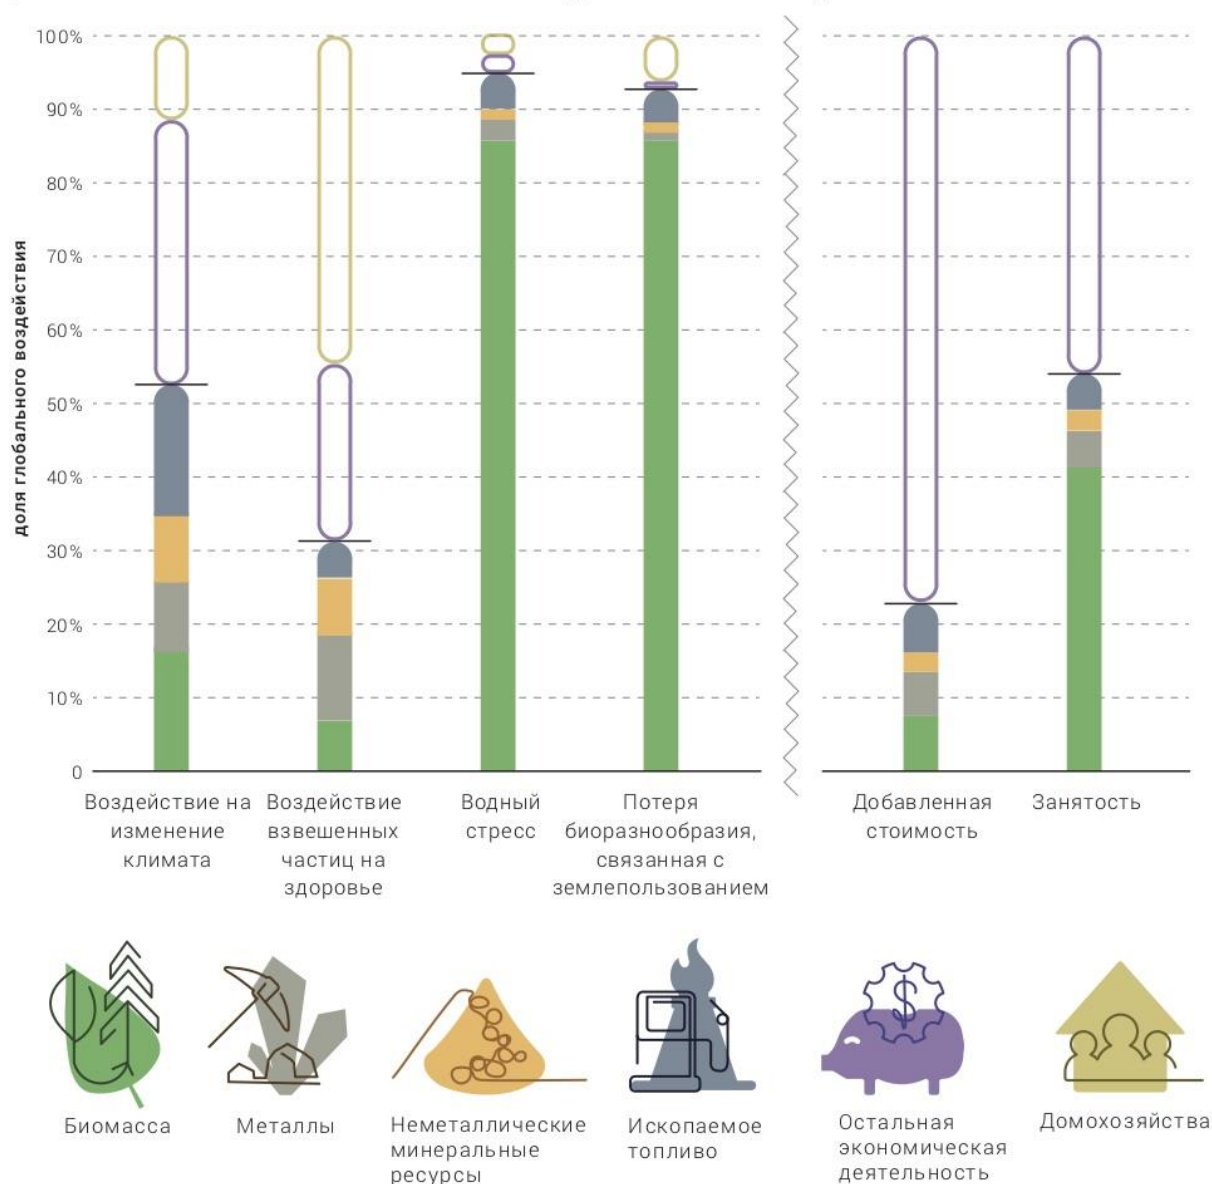 100%
90%
80%
70%
60%
50%
40%
30%
20%
10%
0
доля глобального воздействия
Воздействие на
изменение
климата
Воздействие
взвешенных
частиц на
здоровье
Водный
стресс
Потеря
биоразнообразия,
связанная с
землепользованием
Добавленная
стоимость
Занятость
Биомасса
Металлы
Неметаллические
минеральные
ресурсы
Ископаемое
топливо
$
Остальная
экономическая
деятельность
Домохозяйства